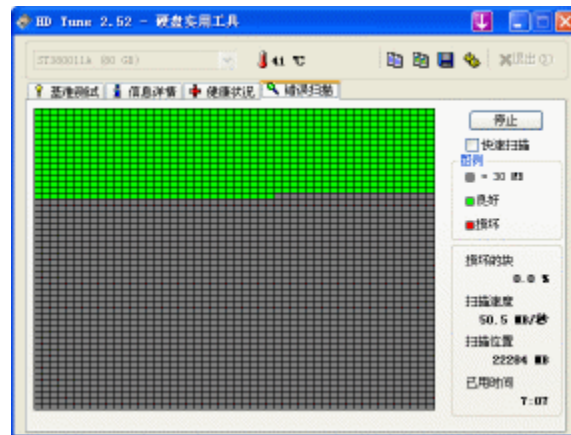 HD Tune 2.52 - 硬盘实用工具
ST380011A (80 GB)
41 ℃
退出(X)
基准测试
信息详情
健康状况
错误扫描
停止
快速扫描
图例
= 30 MB
良好
损坏
损坏的块
0.0 %
扫描速度
50.5 MB/秒
扫描位置
22284 MB
已用时间
7:07